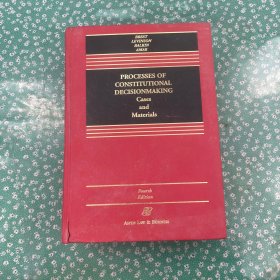 BREST
LEVINSON
BALKIN
AMAR
PROCESSES OF
CONSTITUTIONAL
DECISIONMAKING
Cases
and
Materials
Fourth
Edition
Aspen Law & Business